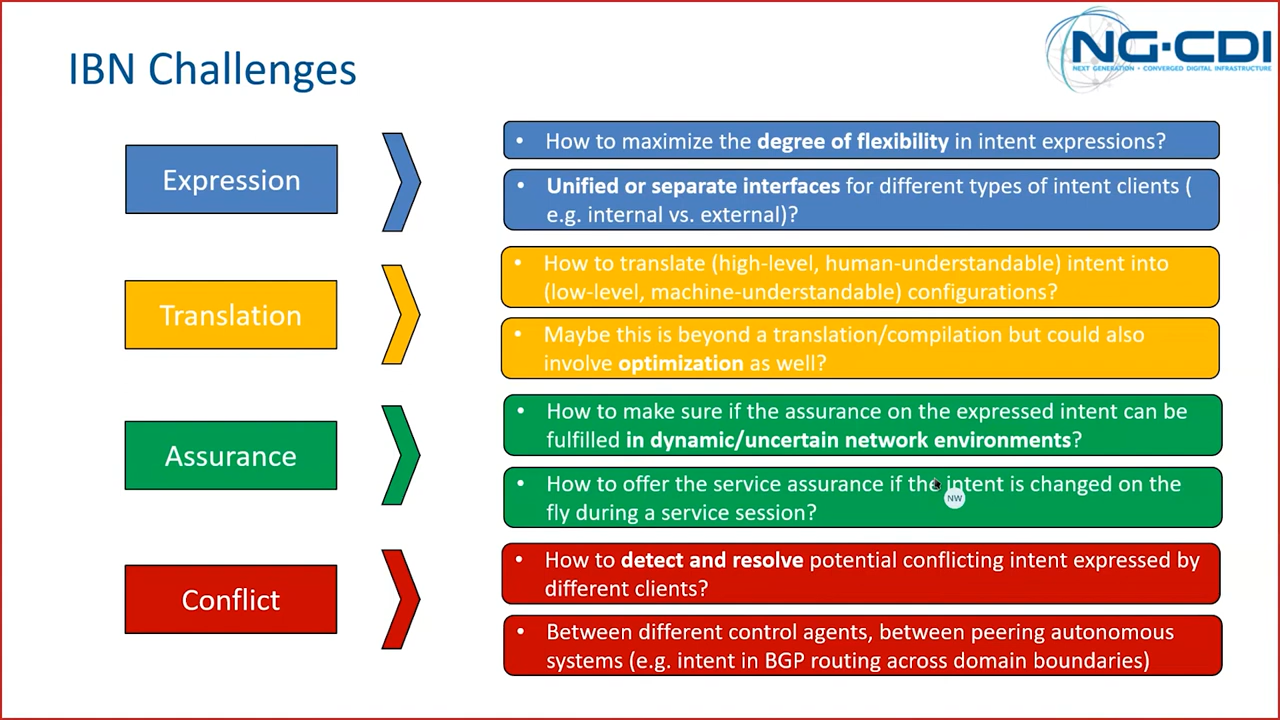 IBN Challenges
NG-CDI
NEXT GENERATION - CONVERGED DIGITAL INFRASTRUCTURE
Expression
• How to maximize the degree of flexibility in intent expressions?
• Unified or separate interfaces for different types of intent clients (
e.g. internal vs. external)?
Translation
• How to translate (high-level, human-understandable) intent into
(low-level, machine-understandable) configurations?
• Maybe this is beyond a translation/compilation but could also
involve optimization as well?
Assurance
• How to make sure if the assurance on the expressed intent can be
fulfilled in dynamic/uncertain network environments?
• How to offer the service assurance if the intent is changed on the
fly during a service session?
NW
Conflict
• How to detect and resolve potential conflicting intent expressed by
different clients?
• Between different control agents, between peering autonomous
systems (e.g. intent in BGP routing across domain boundaries)